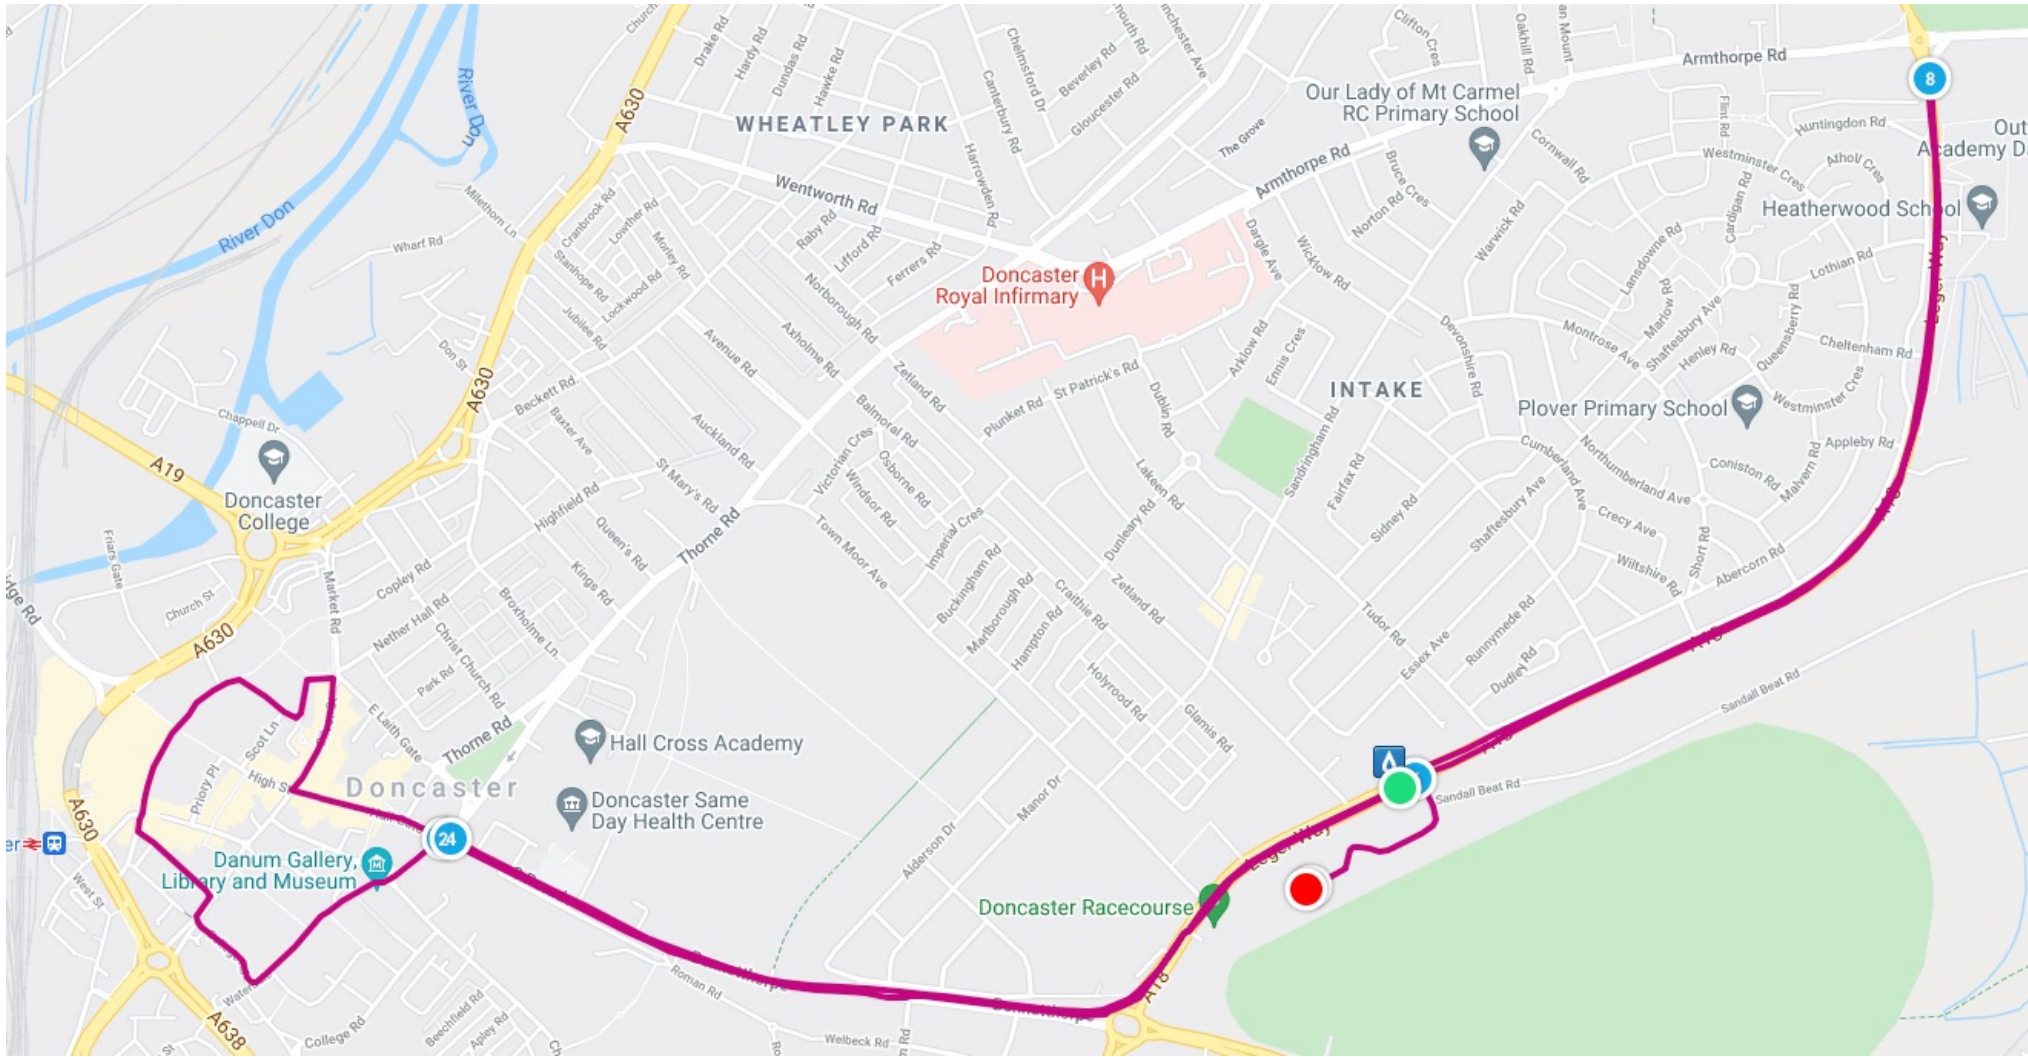 River Don
A630
Drake Rd
Hardy Rd
Dundas Rd
Hawke Rd
Chelmsford Dr
Beverley Rd
Gloucester Rd
Canterbury Rd
Harrowden Rd
WHEATLEY PARK
The Grove
Clifton Cres
Oakhill Rd
Armthorpe Rd
8
Our Lady of Mt Carmel
RC Primary School
Flint Rd
Huntingdon Rd
Cornwall Rd
Westminster Cres
Athol Cres
Bruce Cres
Norton Rd
Armthorpe Rd
Warwick Rd
Cardigan Rd
Heatherwood School
Lansdowne Rd
Lothian Rd
Wentworth Rd
Milethorn Ln
Cranbrook Rd
Lowther Rd
Morley Rd
Raby Rd
Lifford Rd
Ferrers Rd
River Don
Wharf Rd
Stanhope Rd
Lockwood Rd
Jubilee Rd
Norborough Rd
Doncaster
Royal Infirmary
H
Dargle Ave
Wicklow Rd
Marlow Rd
Shaftesbury Ave
Queensberry Rd
Montrose Ave
Henley Rd
Cheltenham Rd
Devonshire Rd
Don St
A630
Beckett Rd
Avenue Rd
Axholme Rd
Zetland Rd
Plunket Rd
St Patrick's Rd
Dublin Rd
Arklow Rd
Ennis Cres
INTAKE
Plover Primary School
Westminster Cres
Chappell Dr
Baxter Ave
Auckland Rd
Balmoral Rd
Victorian Cres
Osborne Rd
Windsor Rd
Sandringham Rd
Fairfax Rd
Cumberland Ave
Northumberland Ave
Coniston Rd
Malvern Rd
Appleby Rd
A19
Doncaster
College
St Mary's Rd
Highfield Rd
Queen's Rd
Thorne Rd
Town Moor Ave
Imperial Cres
Lakeen Rd
Dunleary Rd
Sidney Rd
Shaftesbury Ave
Crecy Ave
Wiltshire Rd
Short Rd
Abercorn Rd
Friars Gate
Church St
Market Rd
Copley Rd
Kings Rd
Broxholme Ln
Nether Hall Rd
Christ Church Rd
Park Rd
Buckingham Rd
Marlborough Rd
Hampton Rd
Craithie Rd
Zetland Rd
Tudor Rd
Essex Ave
Runnymede Rd
Dudley Rd
A630
Holyrood Rd
Glamis Rd
Sandall Beat Rd
Scot Ln
E Laith Gate
Thorne Rd
Hall Cross Academy
Priory Pl
High St
Doncaster
Doncaster Same
Day Health Centre
Manor Dr
Sandall Beat Rd
A630
24
Alderson Dr
Leger Way
West St
Danum Gallery,
Library and Museum
Doncaster Racecourse
Roman Rd
A18
A638
College Rd
Beechfield Rd
Apley Rd
Welbeck Rd